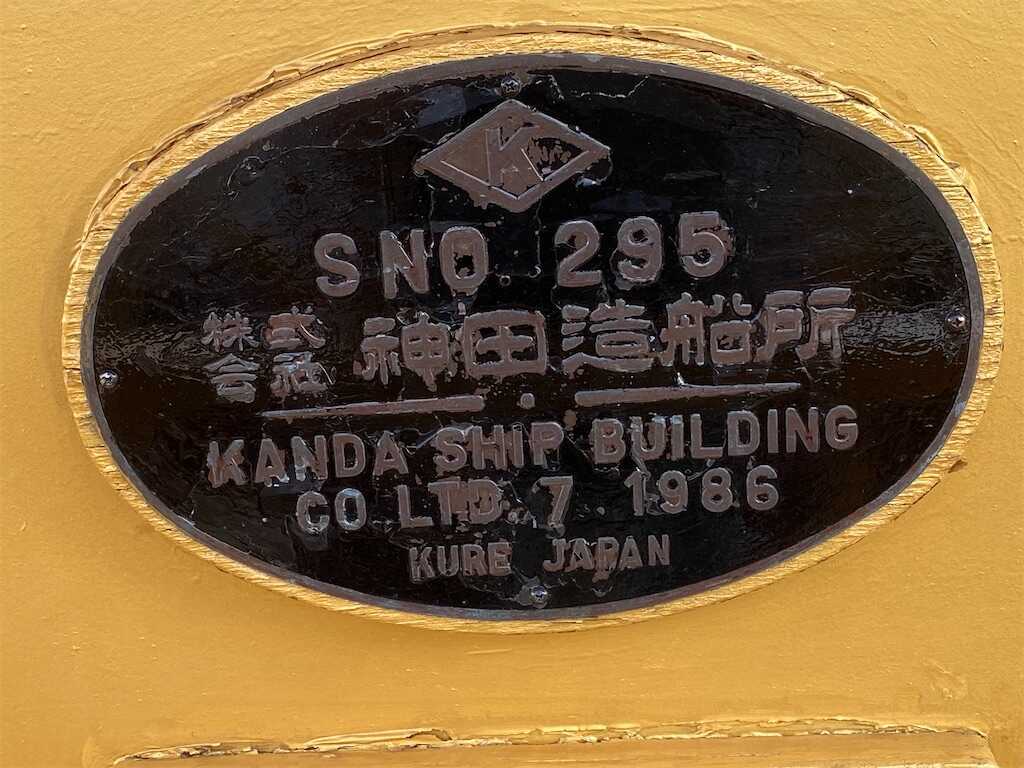 K
S NO 295
株式会社 神田造船所
KANDA SHIP BUILDING
CO LTD. 7 1986
KURE JAPAN